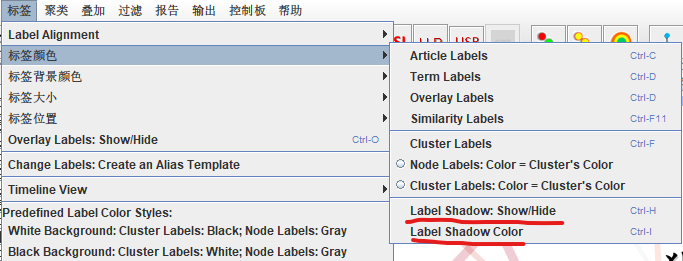 标签 聚类 叠加 过滤 报告 输出 控制板 帮助
Label Alignment
标签颜色
标签背景颜色
标签大小
标签位置
Overlay Labels: Show/Hide Ctrl-O
Change Labels: Create an Alias Template
Timeline View
Predefined Label Color Styles:
White Background: Cluster Labels: Black; Node Labels: Gray
Black Background: Cluster Labels: White; Node Labels: Gray
Article Labels Ctrl-C
Term Labels Ctrl-D
Overlay Labels Ctrl-D
Similarity Labels Ctrl-F11
Cluster Labels Ctrl-F
Node Labels: Color = Cluster's Color
Cluster Labels: Color = Cluster's Color
Label Shadow: Show/Hide Ctrl-H
Label Shadow Color Ctrl-I